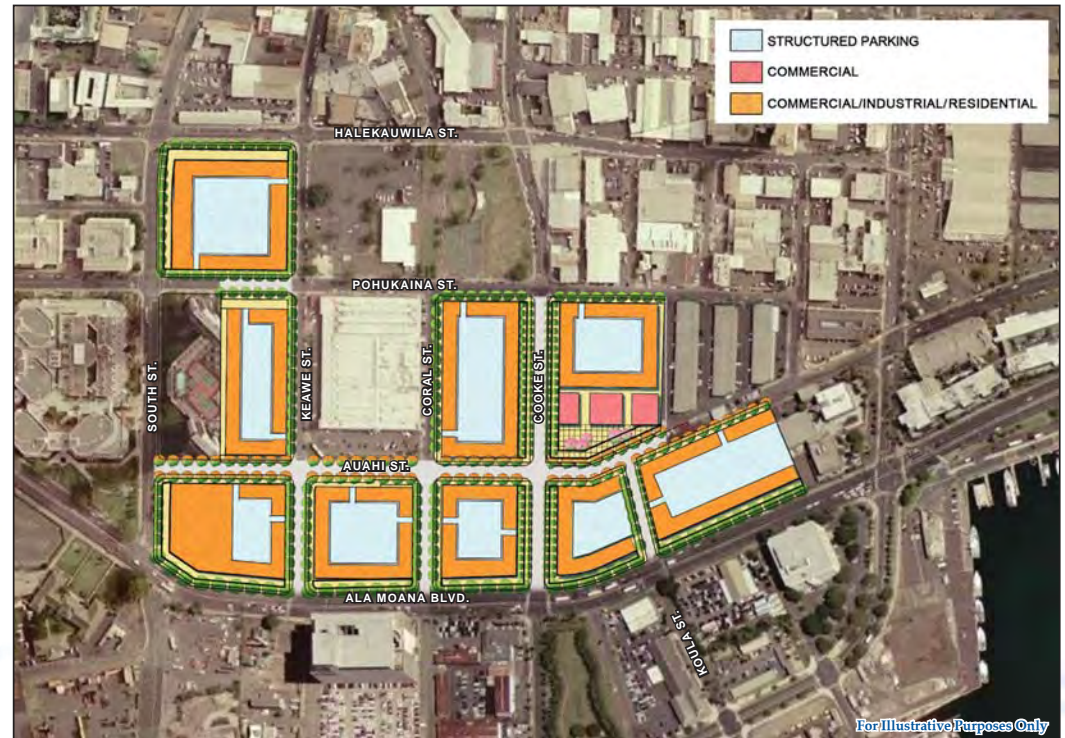 STRUCTURED PARKING
COMMERCIAL
COMMERCIAL/INDUSTRIAL/RESIDENTIAL
HALEKAUWILA ST.
POHUKAINA ST.
SOUTH ST.
KEAWE ST.
CORAL ST.
COOKE ST.
AUAHI ST.
ALA MOANA BLVD.
KOULA ST.
For Illustrative Purposes Only